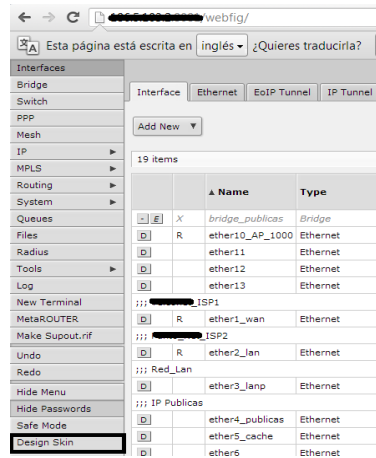 /webfig/
Esta página está escrita en inglés ¿Quieres traducirla?
Interfaces
Bridge
Switch
PPP
Mesh
IP
MPLS
Routing
System
Queues
Files
Radius
Tools
Log
New Terminal
MetaROUTER
Make Supout.rif
Undo
Redo
Hide Menu
Hide Passwords
Safe Mode
Design Skin
Interface Ethernet EoIP Tunnel IP Tunnel
Add New
19 items
Name Type
- E X bridge_publicas Bridge
D R ether10_AP_1000 Ethernet
D ether11 Ethernet
D ether12 Ethernet
D ether13 Ethernet
;;; _ISP1
D R ether1_wan Ethernet
;;; _ISP2
D R ether2_lan Ethernet
;;; Red_Lan
D ether3_lanp Ethernet
;;; IP Publicas
D ether4_publicas Ethernet
D ether5_cache Ethernet
D ether6 Ethernet